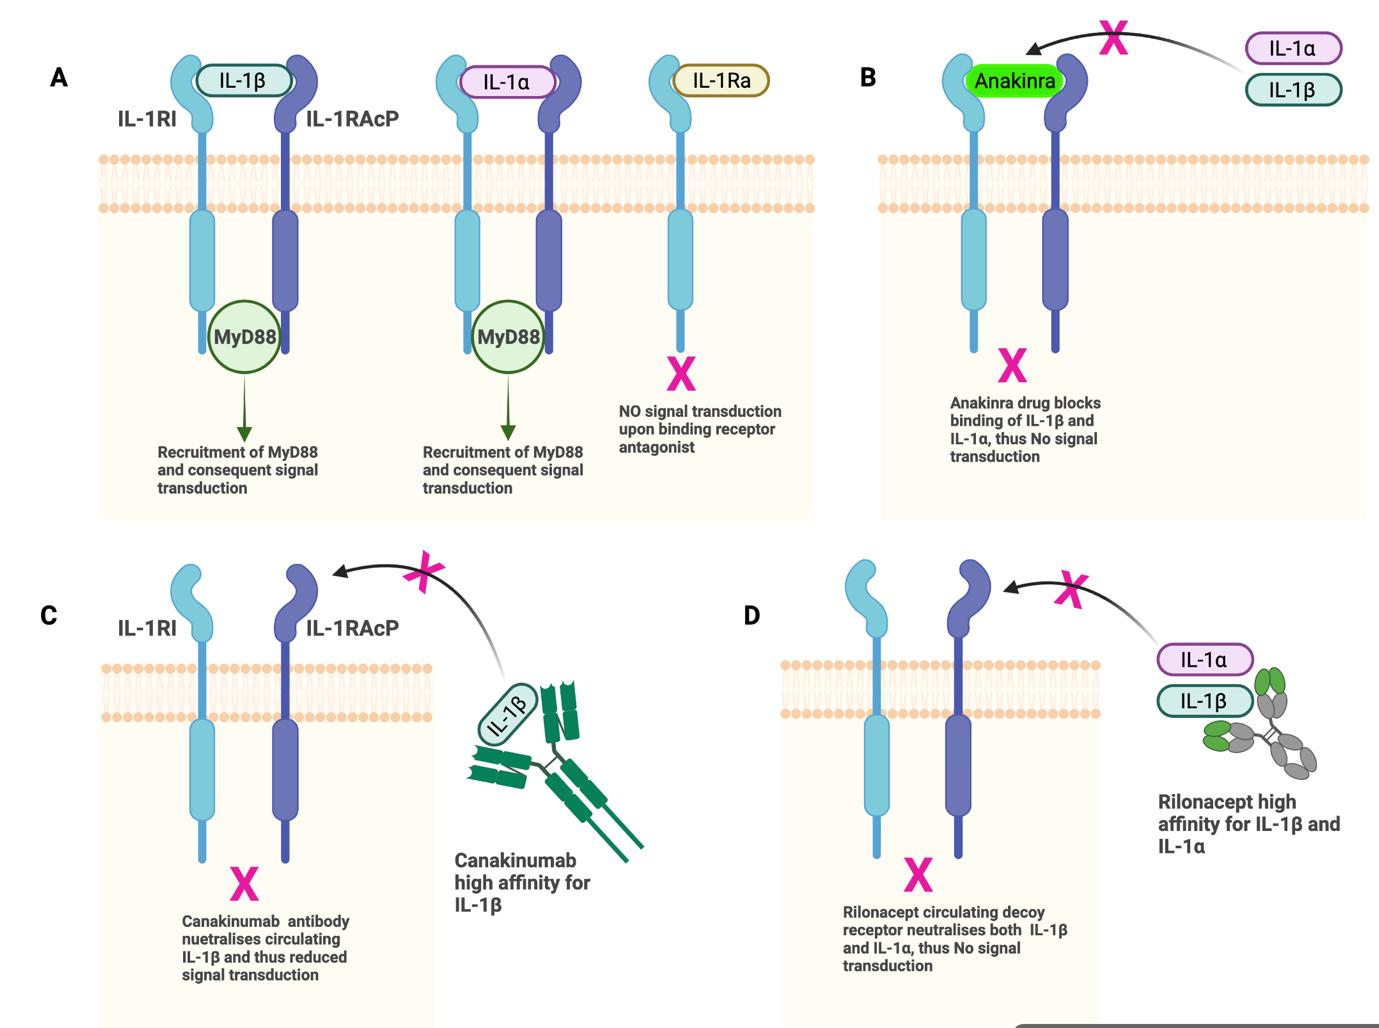 A
IL-1β
IL-1RI
IL-1RAcP
MyD88
Recruitment of MyD88
and consequent signal
transduction
IL-1α
MyD88
Recruitment of MyD88
and consequent signal
transduction
IL-1Ra
X
NO signal transduction
upon binding receptor
antagonist
B
Anakinra
X
IL-1α
IL-1β
X
Anakinra drug blocks
binding of IL-1β and
IL-1α, thus No signal
transduction
C
IL-1RI
IL-1RAcP
X
IL-1β
Canakinumab
high affinity for
IL-1β
X
Canakinumab antibody
nuetralises circulating
IL-1β and thus reduced
signal transduction
D
X
IL-1α
IL-1β
Rilonacept high
affinity for IL-1β and
IL-1α
X
Rilonacept circulating decoy
receptor neutralises both IL-1β
and IL-1α, thus No signal
transduction